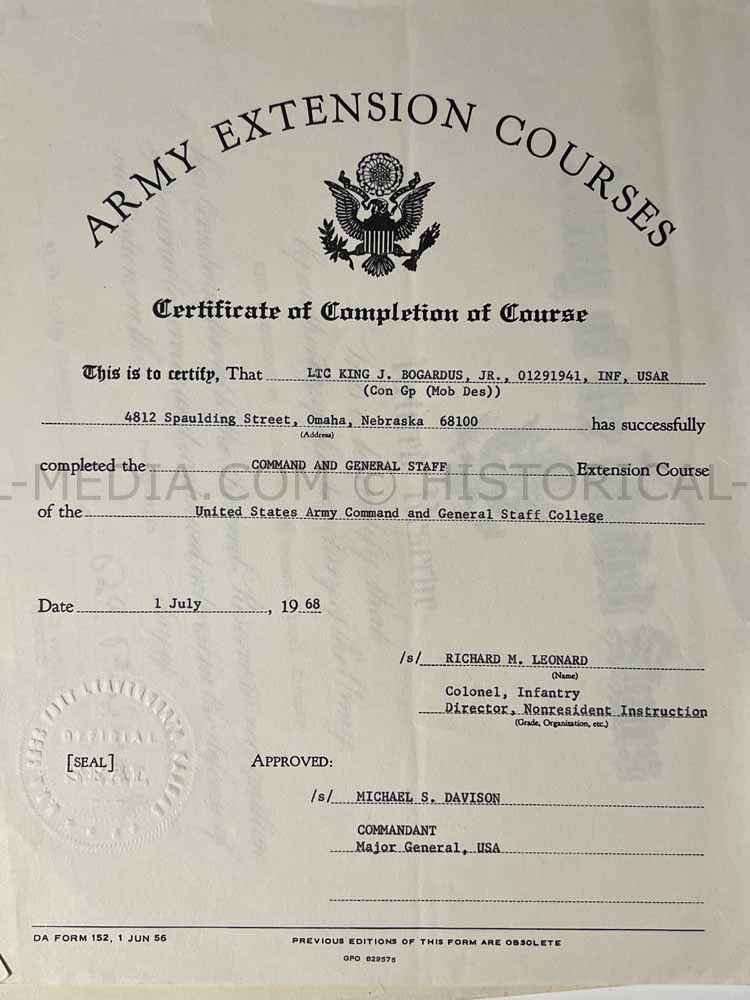 ARMY EXTENSION COURSES
Certificate of Completion of Course
This is to certify, That LTC KING J. BOGARDUS, JR., 01291941, INF, USAR
(Con Gp (Mob Des))
4812 Spaulding Street, Omaha, Nebraska 68100 has successfully
(Address)
completed the COMMAND AND GENERAL STAFF Extension Course
L-MEDIA.COM © HISTORICAL-
of the United States Army Command and General Staff College
Date 1 July, 1968
/s/ RICHARD M. LEONARD
(Name)
Colonel, Infantry
Director, Nonresident Instruction
(Grade, Organization, etc.)
OFFICIAL
[SEAL]
SEAL
APPROVED:
/s/ MICHAEL S. DAVISON
COMMANDANT
Major General, USA
DA FORM 152, 1 JUN 56
PREVIOUS EDITIONS OF THIS FORM ARE OBSOLETE
GPO 829576